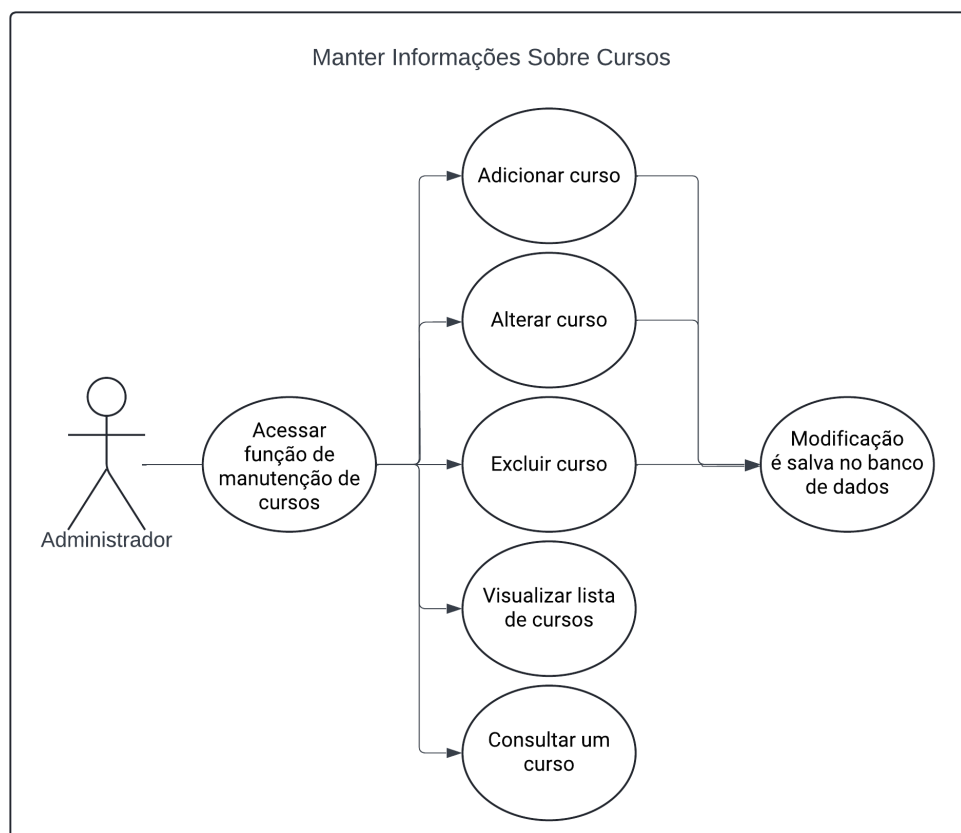 Manter Informações Sobre Cursos
Adicionar curso
Alterar curso
Acessar
função de
manutenção de
cursos
Excluir curso
Modificação
é salva no banco
de dados
Administrador
Visualizar lista
de cursos
Consultar um
curso